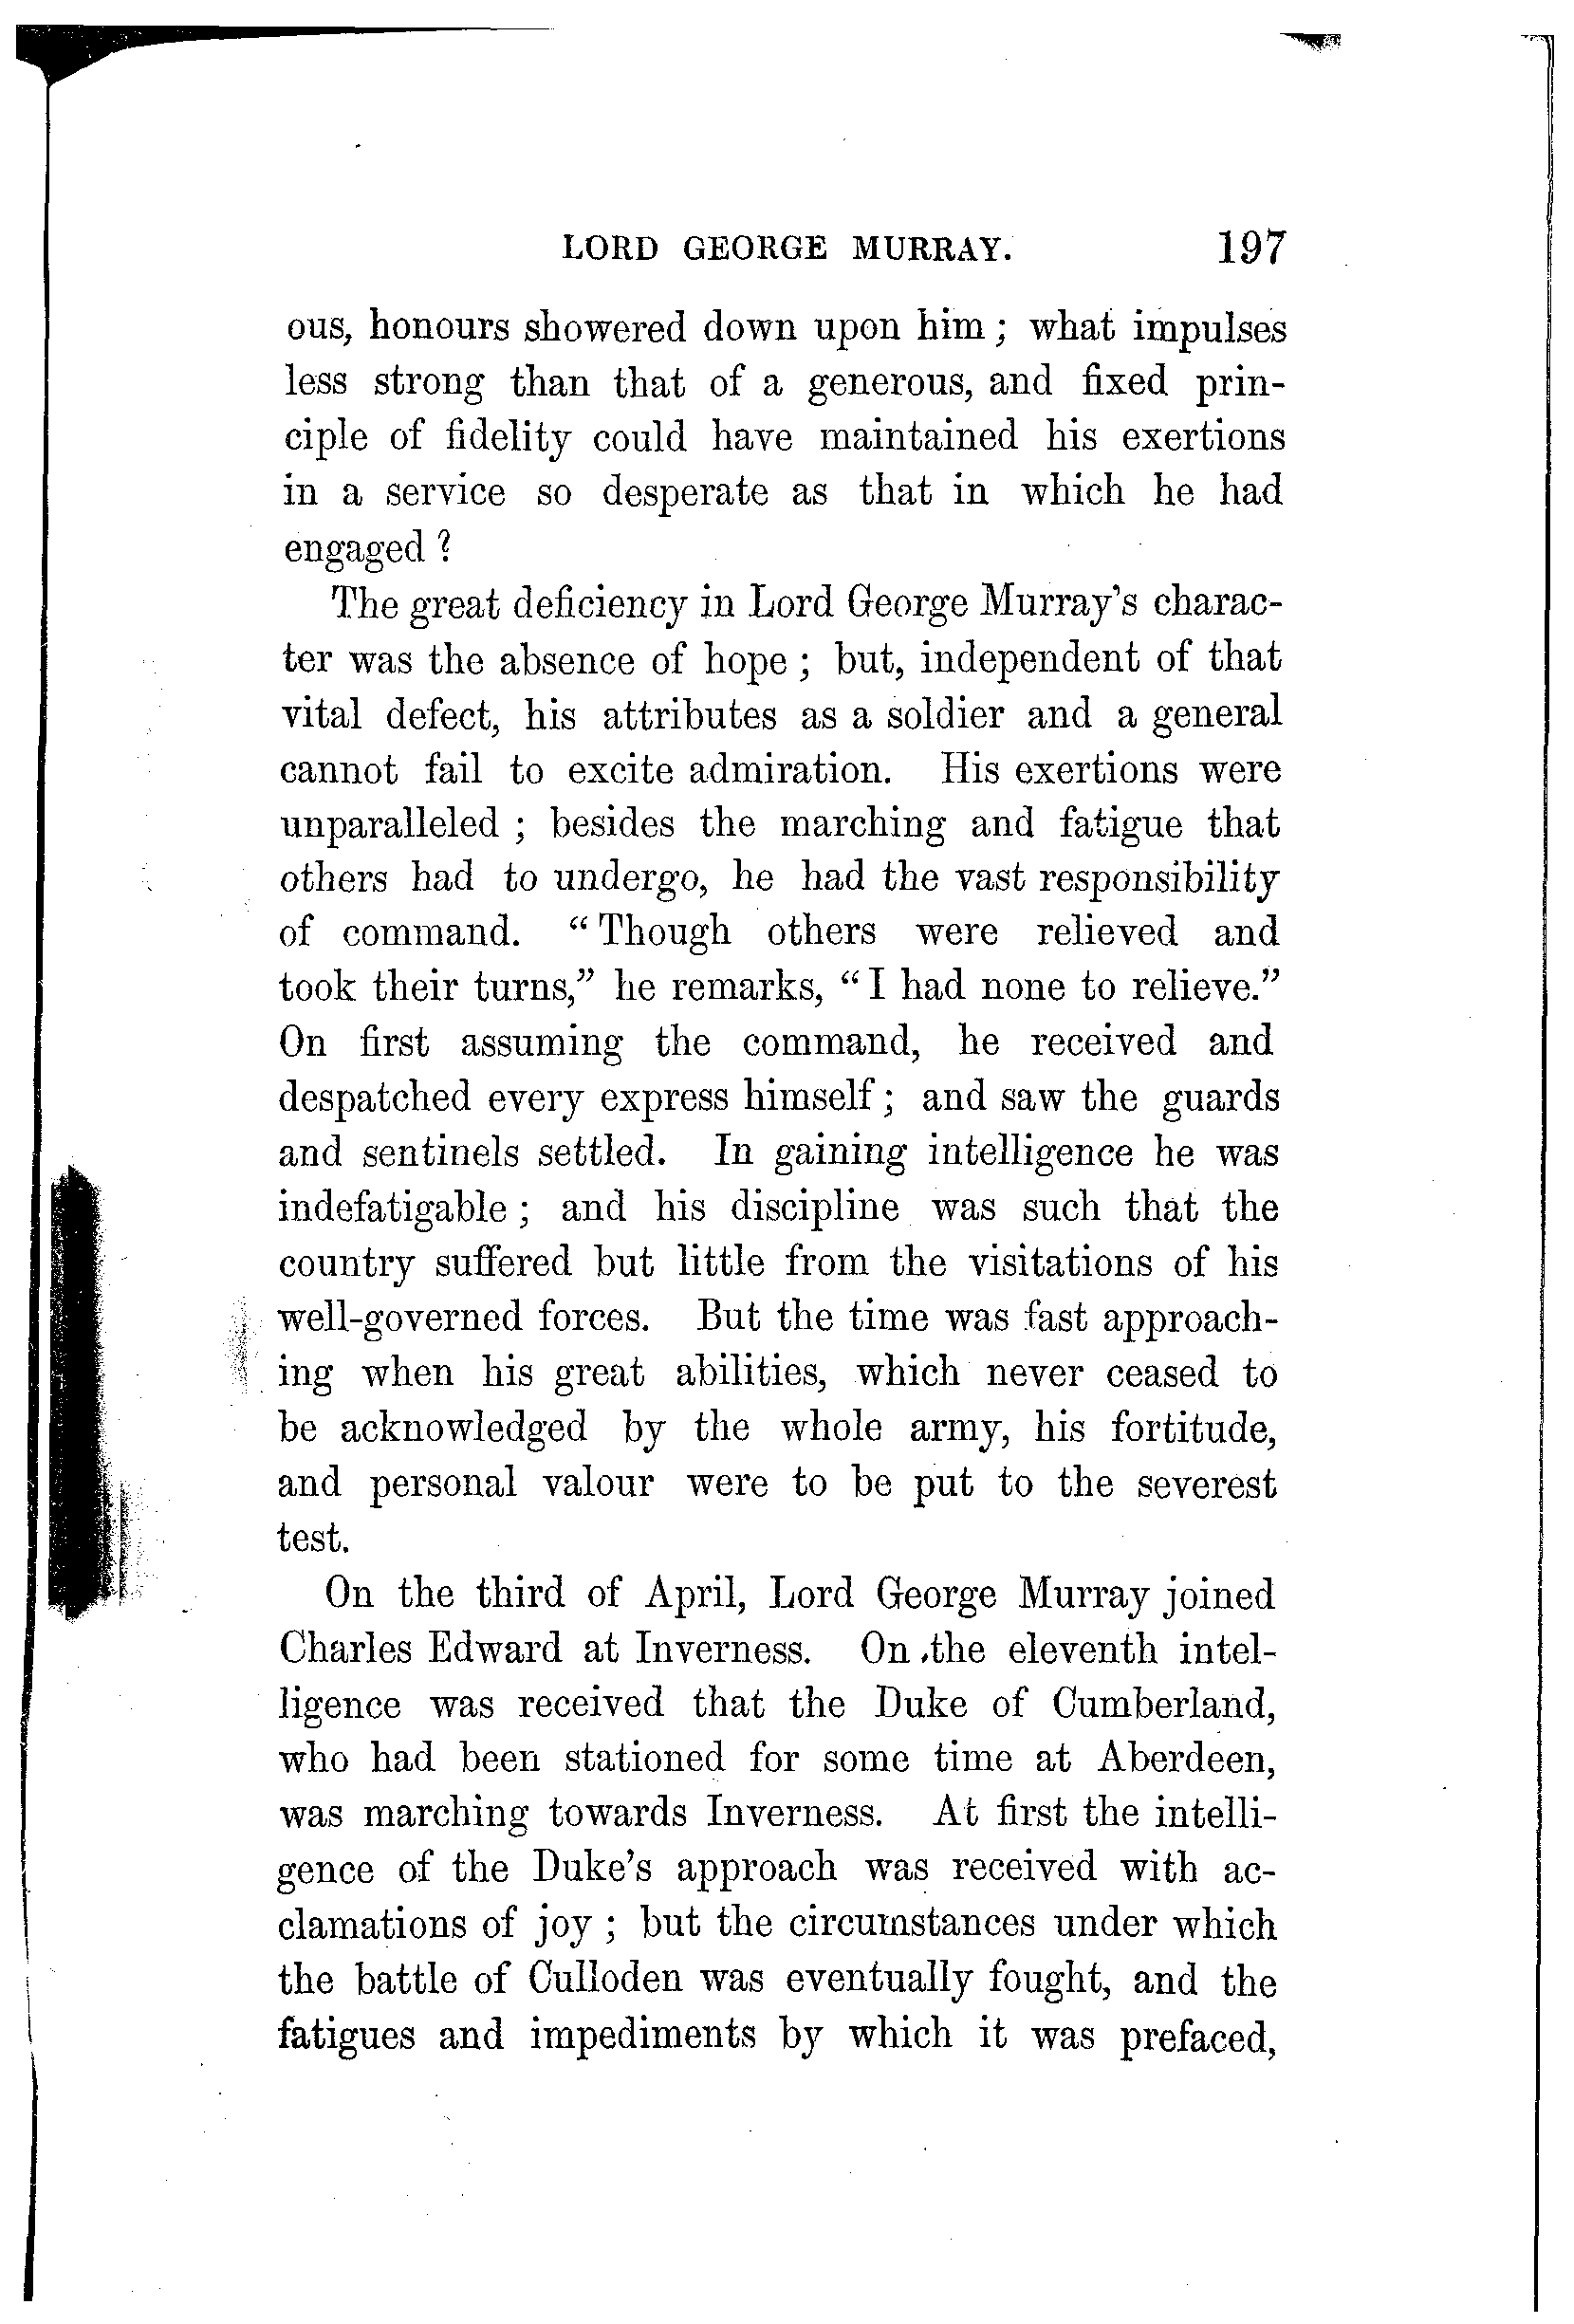 LORD GEORGE MURRAY. 197
ous, honours showered down upon him; what impulses
less strong than that of a generous, and fixed prin-
ciple of fidelity could have maintained his exertions
in a service so desperate as that in which he had
engaged?
The great deficiency in Lord George Murray's charac-
ter was the absence of hope; but, independent of that
vital defect, his attributes as a soldier and a general
cannot fail to excite admiration. His exertions were
unparalleled; besides the marching and fatigue that
others had to undergo, he had the vast responsibility
of command. "Though others were relieved and
took their turns," he remarks, "I had none to relieve."
On first assuming the command, he received and
despatched every express himself; and saw the guards
and sentinels settled. In gaining intelligence he was
indefatigable; and his discipline was such that the
country suffered but little from the visitations of his
well-governed forces. But the time was fast approach-
ing when his great abilities, which never ceased to
be acknowledged by the whole army, his fortitude,
and personal valour were to be put to the severest
test.
On the third of April, Lord George Murray joined
Charles Edward at Inverness. On the eleventh intel-
ligence was received that the Duke of Cumberland,
who had been stationed for some time at Aberdeen,
was marching towards Inverness. At first the intelli-
gence of the Duke's approach was received with ac-
clamations of joy; but the circumstances under which
the battle of Culloden was eventually fought, and the
fatigues and impediments by which it was prefaced,